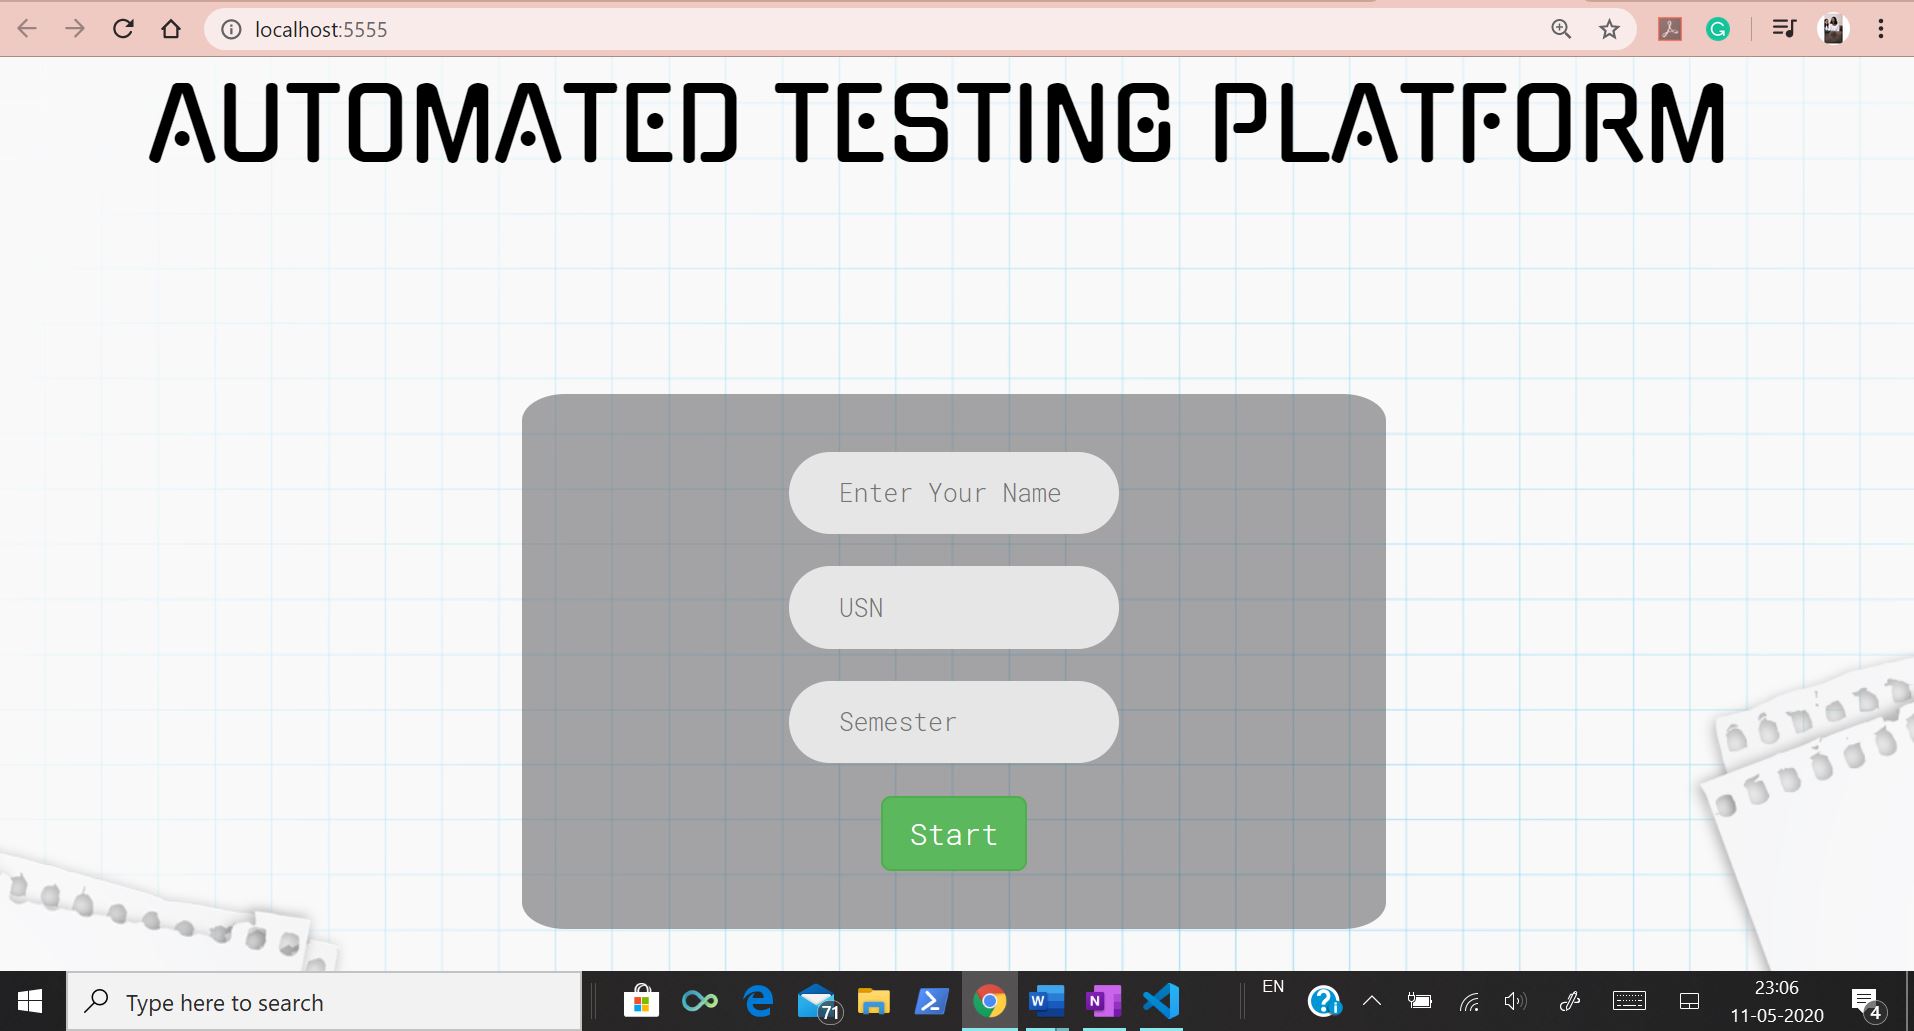 localhost:5555
AUTOMATED TESTING PLATFORM
Enter Your Name
USN
Semester
Start
Type here to search
71
W
N
EN
23:06
11-05-2020
4